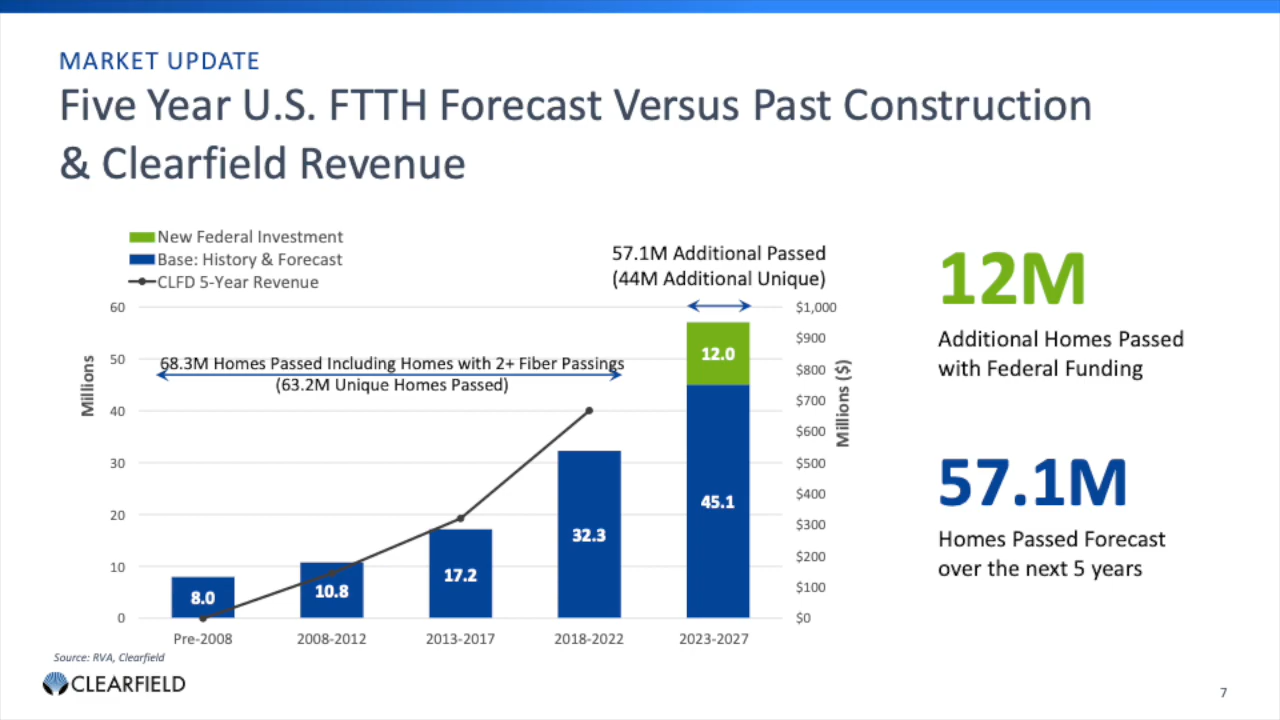 MARKET UPDATE
Five Year U.S. FTTH Forecast Versus Past Construction
& Clearfield Revenue
New Federal Investment
Base: History & Forecast
CLFD 5-Year Revenue
57.1M Additional Passed
(44M Additional Unique)
68.3M Homes Passed Including Homes with 2+ Fiber Passings
(63.2M Unique Homes Passed)
Millions
60
50
40
30
20
10
0
8.0
10.8
17.2
32.3
12.0
45.1
$1,000
$900
$800
$700
$600
$500
$400
$300
$200
$100
$0
Millions ($)
Pre-2008
2008-2012
2013-2017
2018-2022
2023-2027
12M
Additional Homes Passed
with Federal Funding
57.1M
Homes Passed Forecast
over the next 5 years
Source: RVA, Clearfield
CLEARFIELD
7